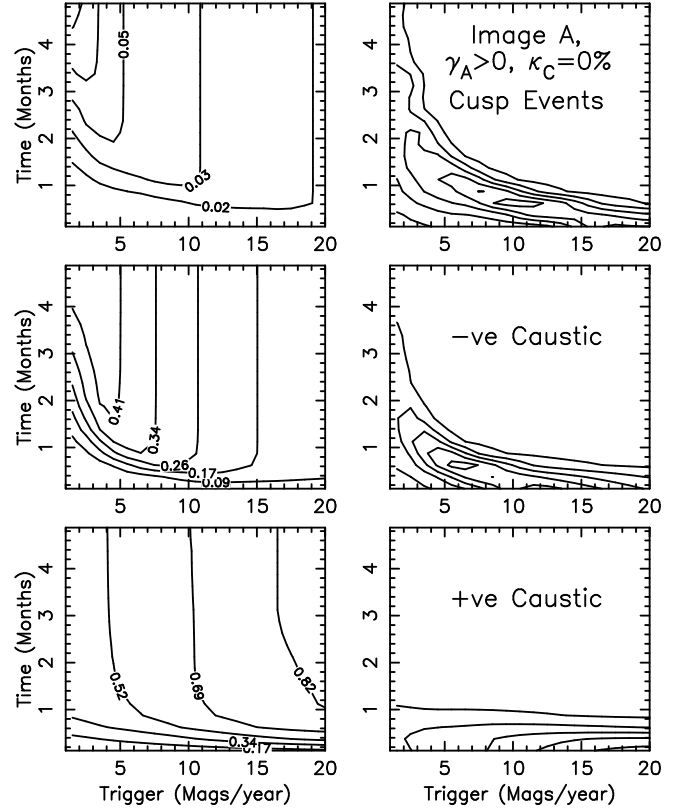 Time (Months)
4
3
2
1
0.05
0.03
0.02
5 10 15 20
4
3
2
1
Image A,
γA>0, κC=0%
Cusp Events
5 10 15 20
Time (Months)
4
3
2
1
0.41
0.34
0.26
0.17
0.09
5 10 15 20
4
3
2
1
−ve Caustic
5 10 15 20
Time (Months)
4
3
2
1
0.52
0.69
0.82
0.34
0.17
5 10 15 20
Trigger (Mags/year)
4
3
2
1
+ve Caustic
5 10 15 20
Trigger (Mags/year)